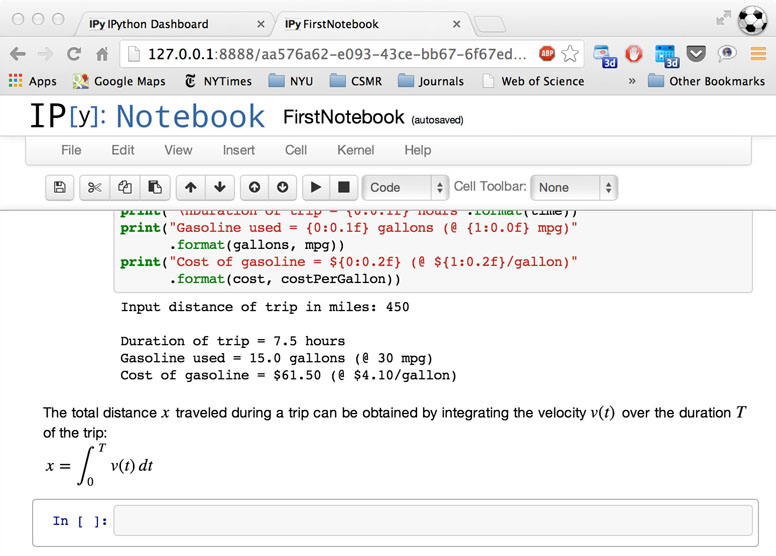 IPy IPython Dashboard
IPy FirstNotebook
127.0.0.1:8888/aa576a62-e093-43ce-bb67-6f67ed...
ABP
3d
3d
Apps
Google Maps
NYTimes
NYU
CSMR
Journals
Web of Science
»
Other Bookmarks
IP[y]: Notebook FirstNotebook (autosaved)
File Edit View Insert Cell Kernel Help
Code Cell Toolbar: None
print("\nDuration of trip = {0:0.1f} hours".format(time))
print("Gasoline used = {0:0.1f} gallons (@ {1:0.0f} mpg)"
.format(gallons, mpg))
print("Cost of gasoline = ${0:0.2f} (@ ${1:0.2f}/gallon)"
.format(cost, costPerGallon))
Input distance of trip in miles: 450
Duration of trip = 7.5 hours
Gasoline used = 15.0 gallons (@ 30 mpg)
Cost of gasoline = $61.50 (@ $4.10/gallon)
The total distance x traveled during a trip can be obtained by integrating the velocity v(t) over the duration T
of the trip:
x = ∫₀ᵀ v(t) dt
In [ ]: